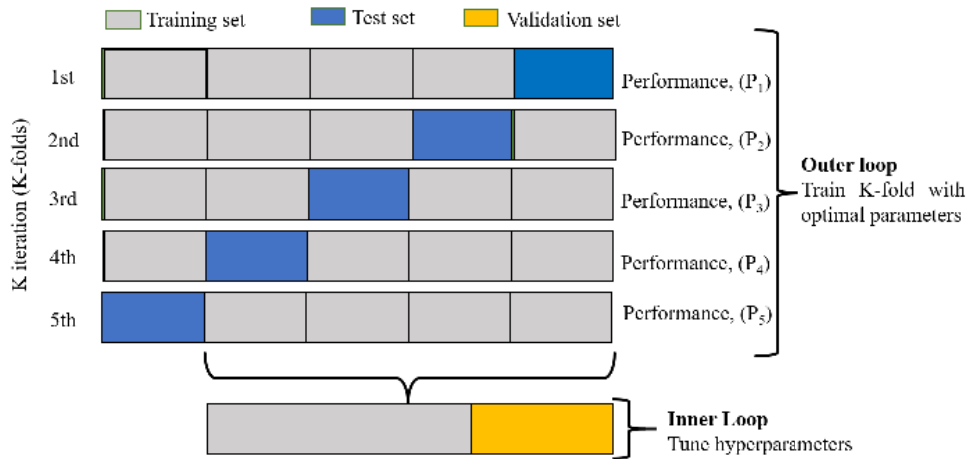 Training set
Test set
Validation set
K iteration (K-folds)
1st
Performance, (P₁)
2nd
Performance, (P₂)
3rd
Performance, (P₃)
4th
Performance, (P₄)
5th
Performance, (P₅)
Outer loop
Train K-fold with
optimal parameters
Inner Loop
Tune hyperparameters